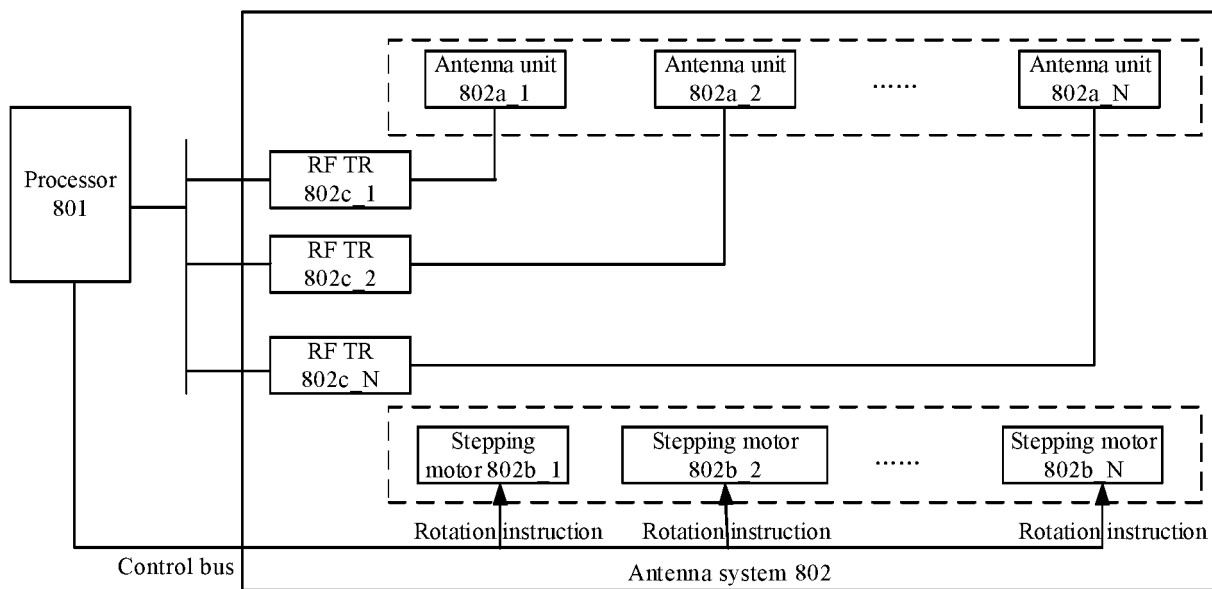 Antenna unit
802a_1
Antenna unit
802a_2
......
Antenna unit
802a_N
Processor
801
RF TR
802c_1
RF TR
802c_2
RF TR
802c_N
Stepping
motor 802b_1
Stepping motor
802b_2
......
Stepping motor
802b_N
Rotation instruction
Rotation instruction
Rotation instruction
Control bus
Antenna system 802